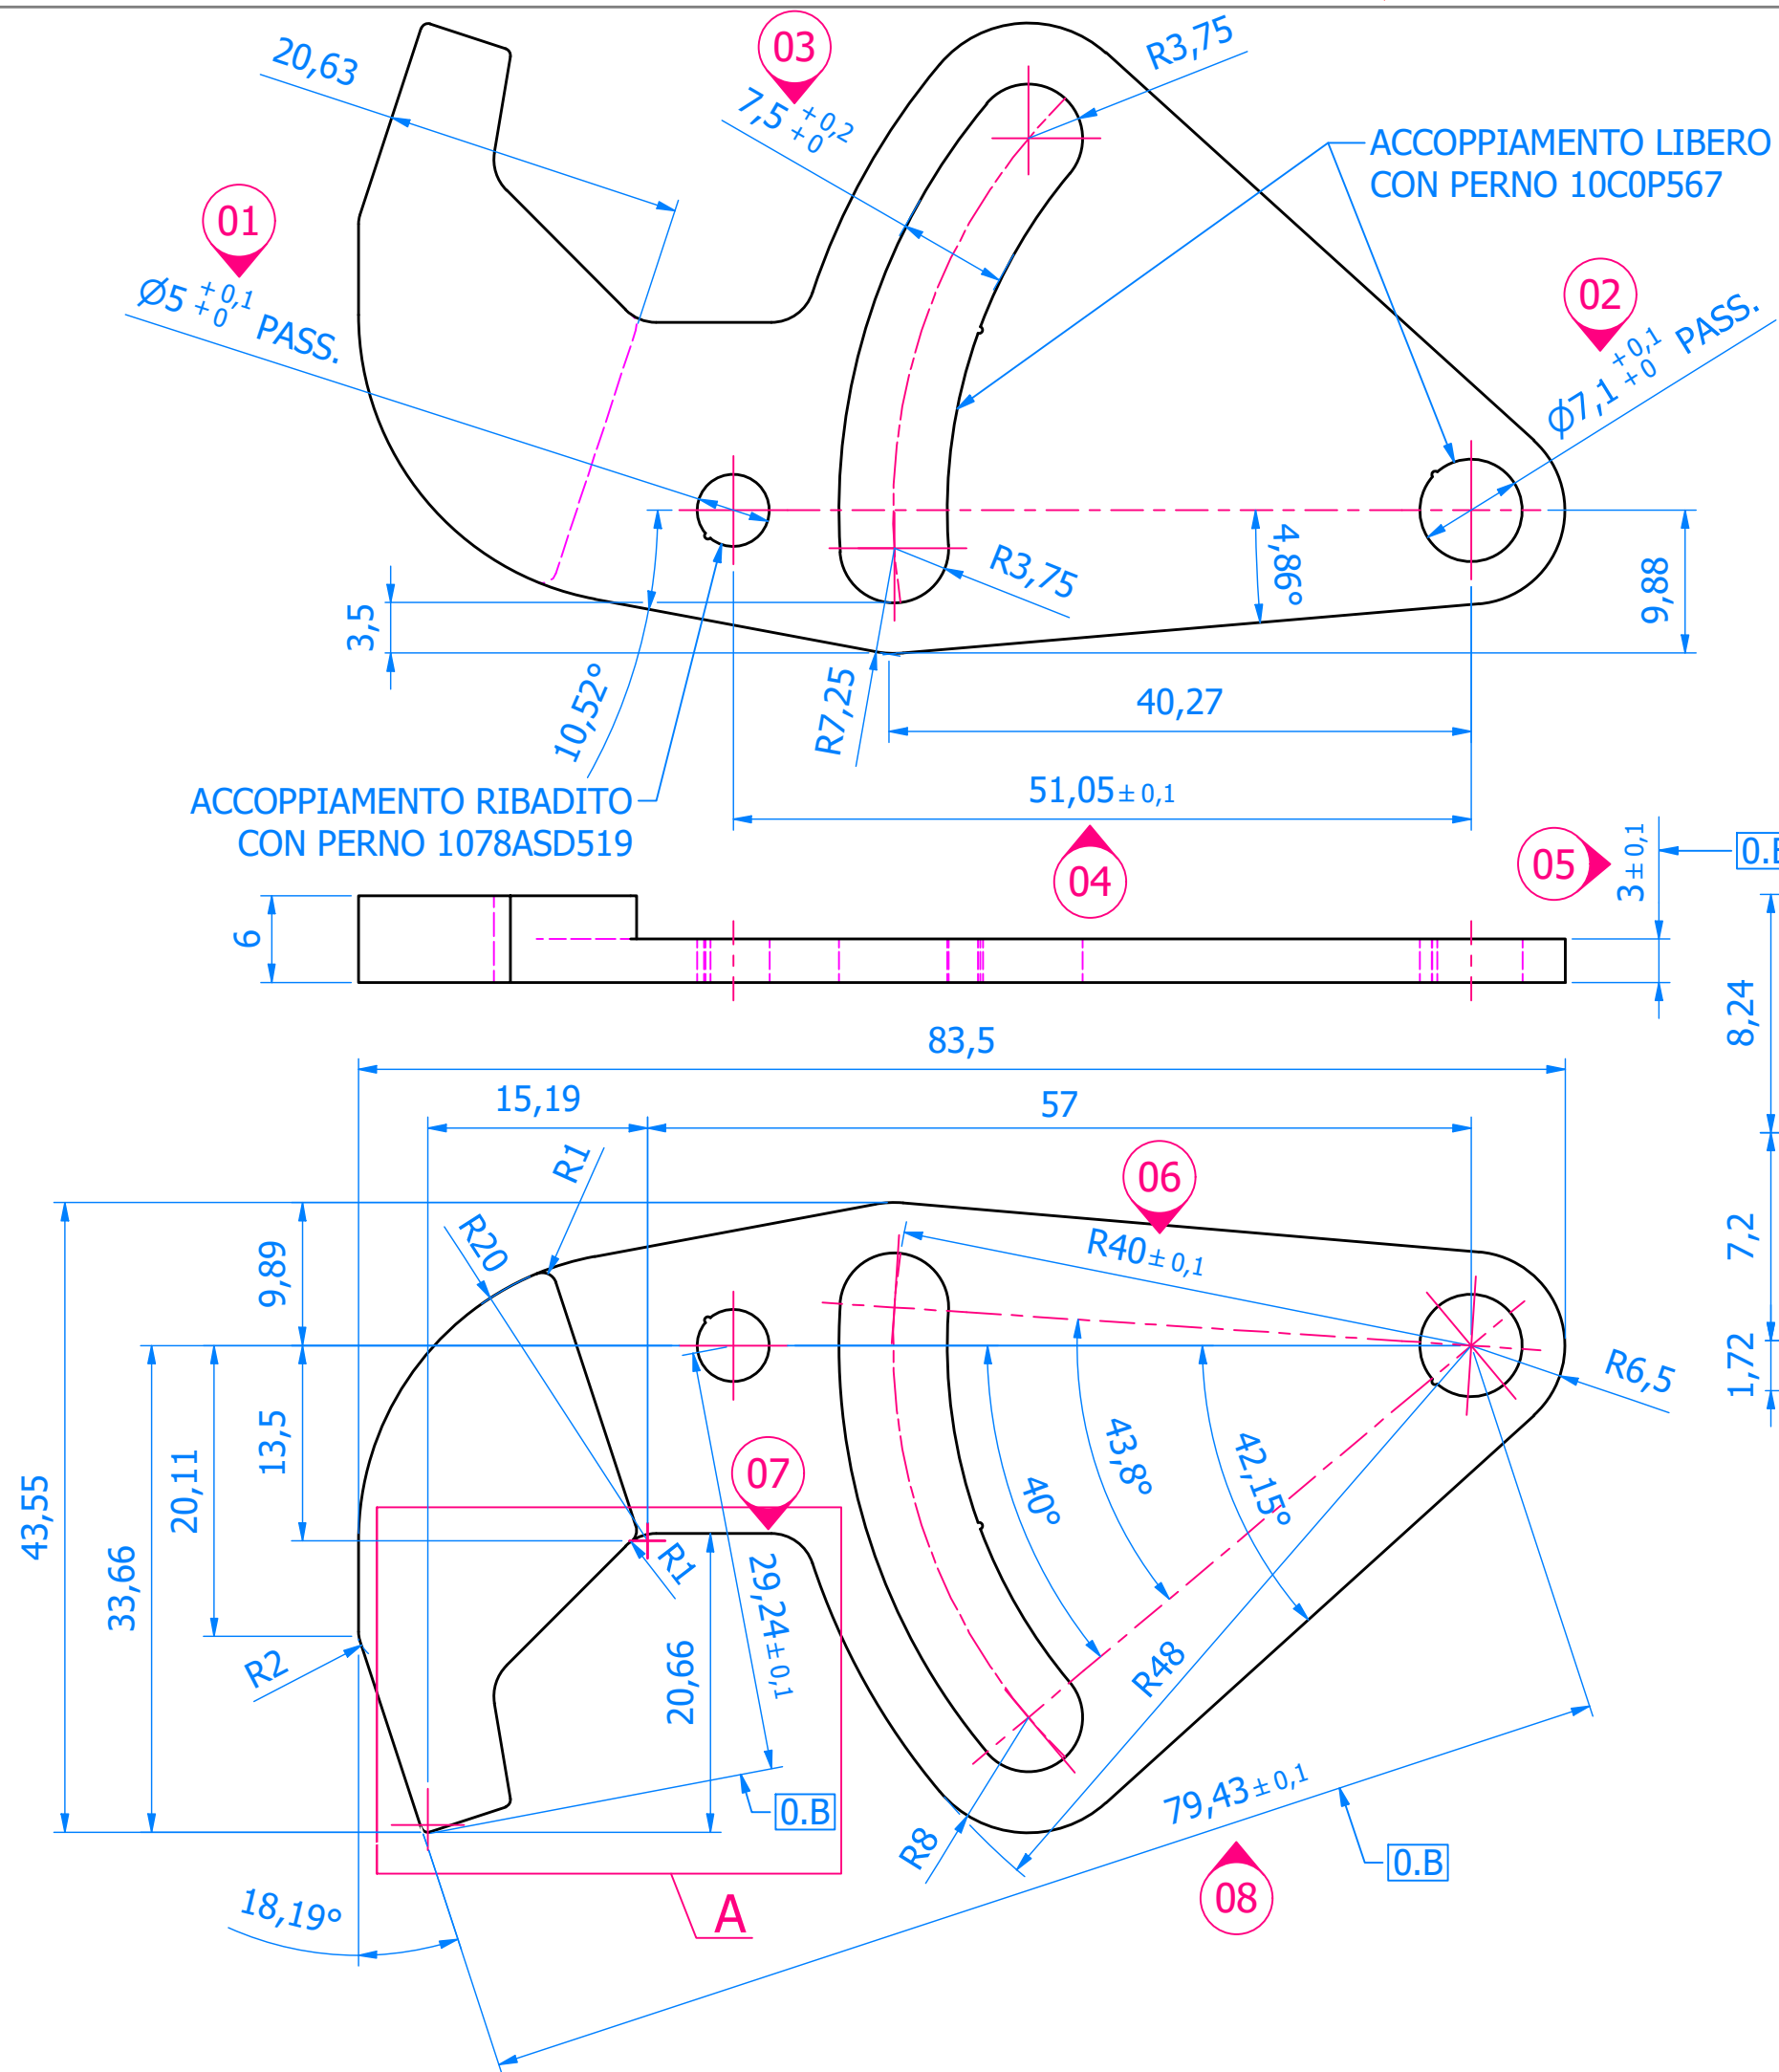 20,63
03
7,5 +0,2 +0
R3,75
ACCOPPIAMENTO LIBERO
CON PERNO 10C0P567
01
Ø5 +0,1 +0 PASS.
02
ϕ7,1 +0,1 +0 PASS.
R3,75
4,86°
9,88
3,5
10,52°
R7,25
40,27
51,05 ± 0,1
ACCOPPIAMENTO RIBADITO
CON PERNO 1078ASD519
04
05
3 ± 0,1
6
8,24
83,5
15,19
57
R1
06
R20
R40 ± 0,1
9,89
7,2
1,72
R6,5
13,5
20,11
43,55
33,66
07
40°
43,8°
42,15°
R1
29,24 ± 0,1
20,66
R2
R48
0.B
79,43 ± 0,1
R8
0.B
08
18,19°
A